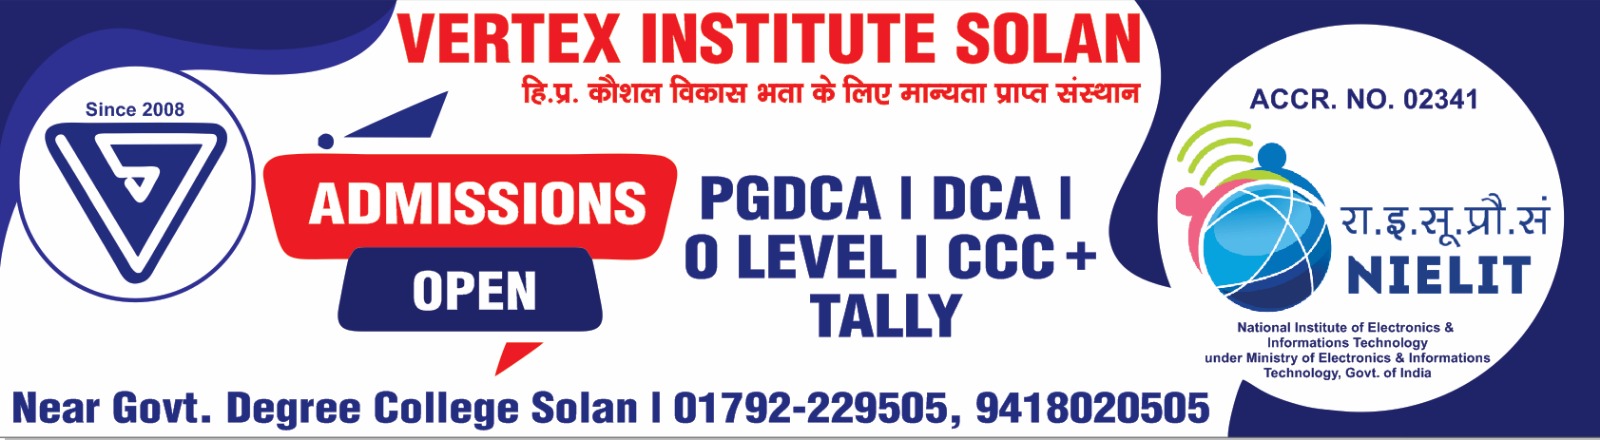 VERTEX INSTITUTE SOLAN
हि.प्र. कौशल विकास भता के लिए मान्यता प्राप्त संस्थान
Since 2008
ADMISSIONS
OPEN
PGDCA | DCA |
O LEVEL | CCC +
TALLY
ACCR. NO. 02341
रा.इ.सू.प्रौ.सं
NIELIT
National Institute of Electronics &
Informations Technology
under Ministry of Electronics & Informations
Technology, Govt. of India
Near Govt. Degree College Solan | 01792-229505, 9418020505